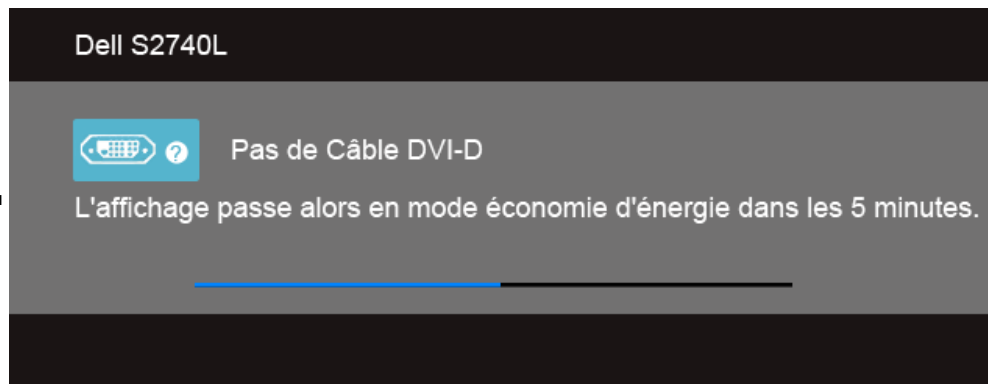 Dell S2740L
Pas de Câble DVI-D
L'affichage passe alors en mode économie d'énergie dans les 5 minutes.